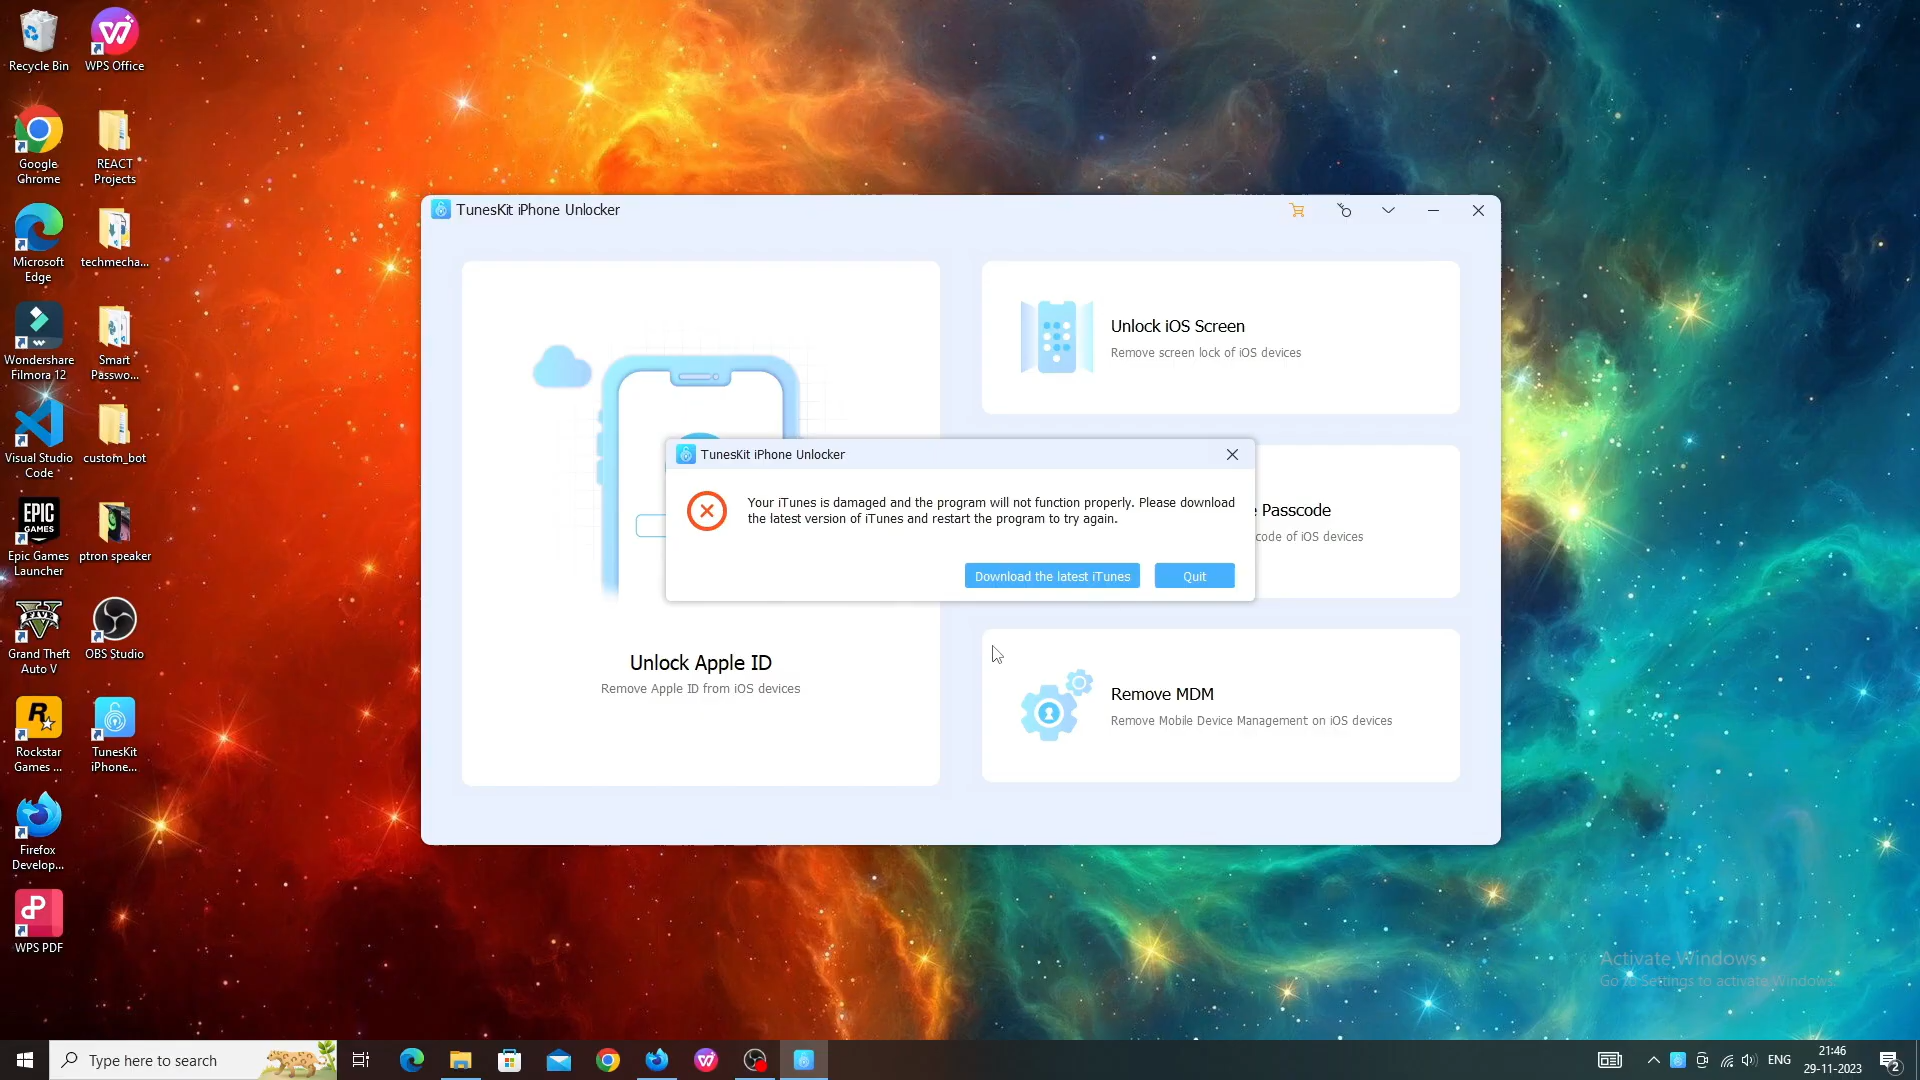 Recycle Bin
WPS Office
Google
Chrome
REACT
Projects
Microsoft
Edge
techmecha...
Wondershare
Filmora 12
Smart
Passwo...
Visual Studio
Code
custom_bot
EPIC
GAMES
Epic Games
Launcher
ptron speaker
FIVE
Grand Theft
Auto V
OBS Studio
Rockstar
Games ...
TunesKit
iPhone...
Firefox
Develop...
WPS PDF
TunesKit iPhone Unlocker
Unlock Apple ID
Remove Apple ID from iOS devices
Unlock iOS Screen
Remove screen lock of iOS devices
Passcode
code of iOS devices
Remove MDM
Remove Mobile Device Management on iOS devices
TunesKit iPhone Unlocker
Your iTunes is damaged and the program will not function properly. Please download
the latest version of iTunes and restart the program to try again.
Download the latest iTunes
Quit
Activate Windows
Go to Settings to activate Windows.
Type here to search
ENG
21:46
29-11-2023
2